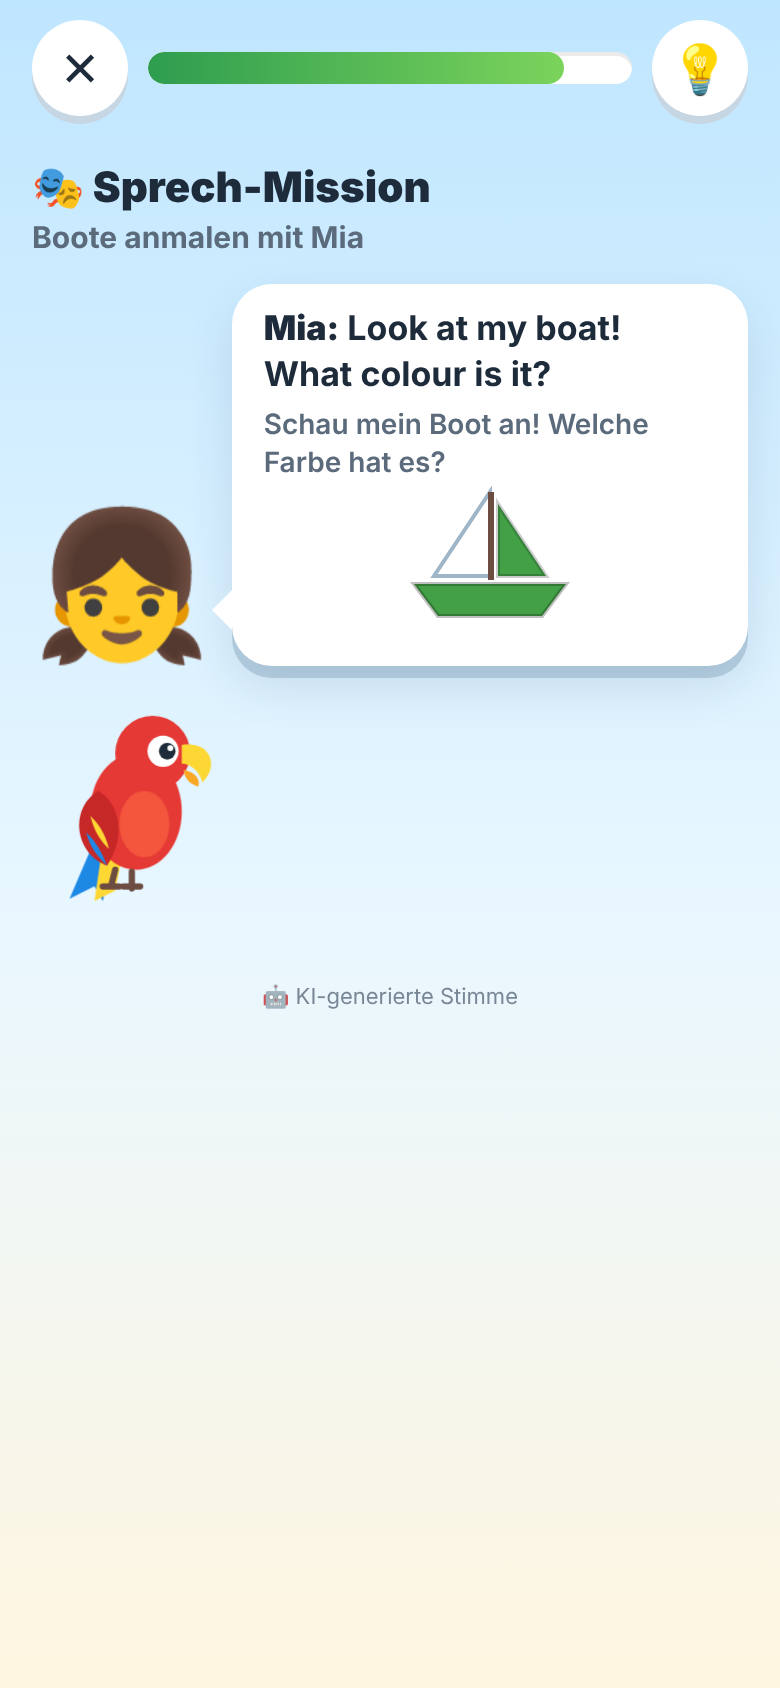 Sprech-Mission
Boote anmalen mit Mia
Mia: Look at my boat!
What colour is it?
Schau mein Boot an! Welche
Farbe hat es?
KI-generierte Stimme